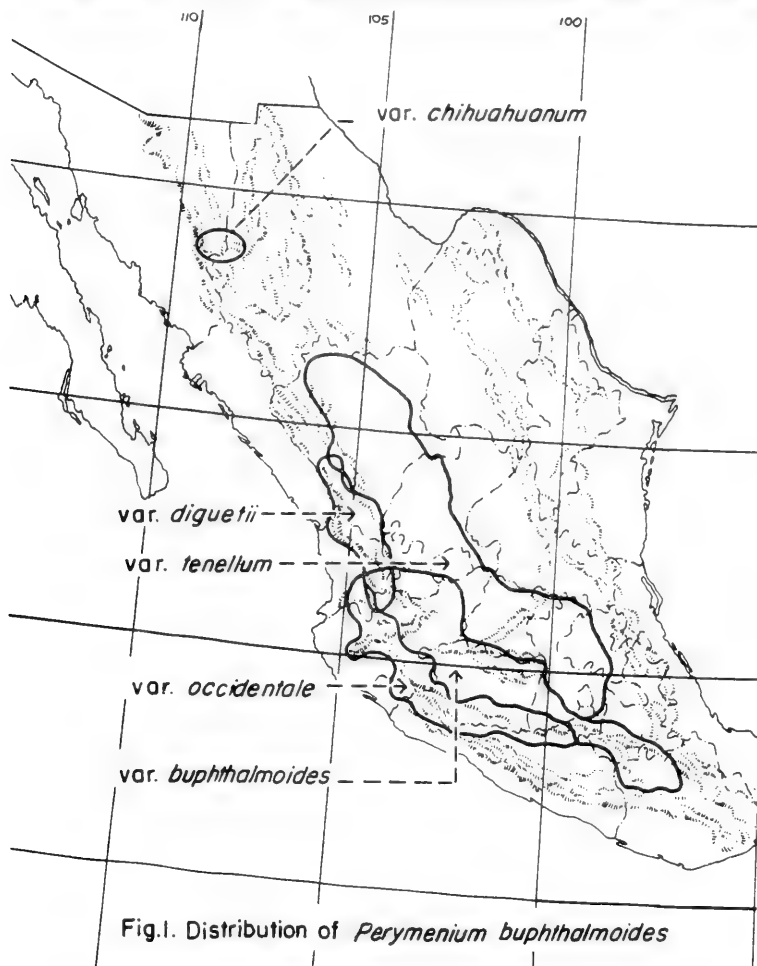 110 105 100
var. chihuahuanum
var. diguetii
var. tenellum
var. occidentale
var. buphthalmoides
Fig.1. Distribution of Perymenium buphthalmoides